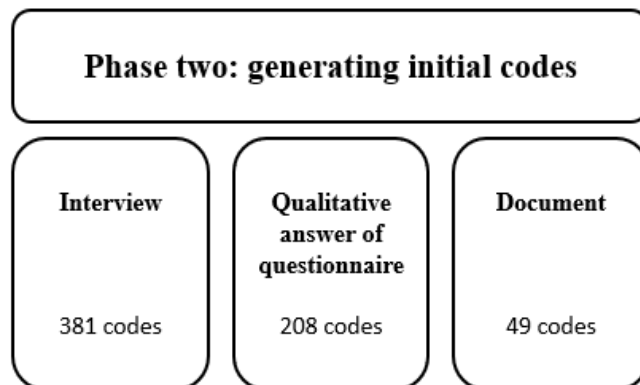 Phase two: generating initial codes
Interview
381 codes
Qualitative
answer of
questionnaire
208 codes
Document
49 codes